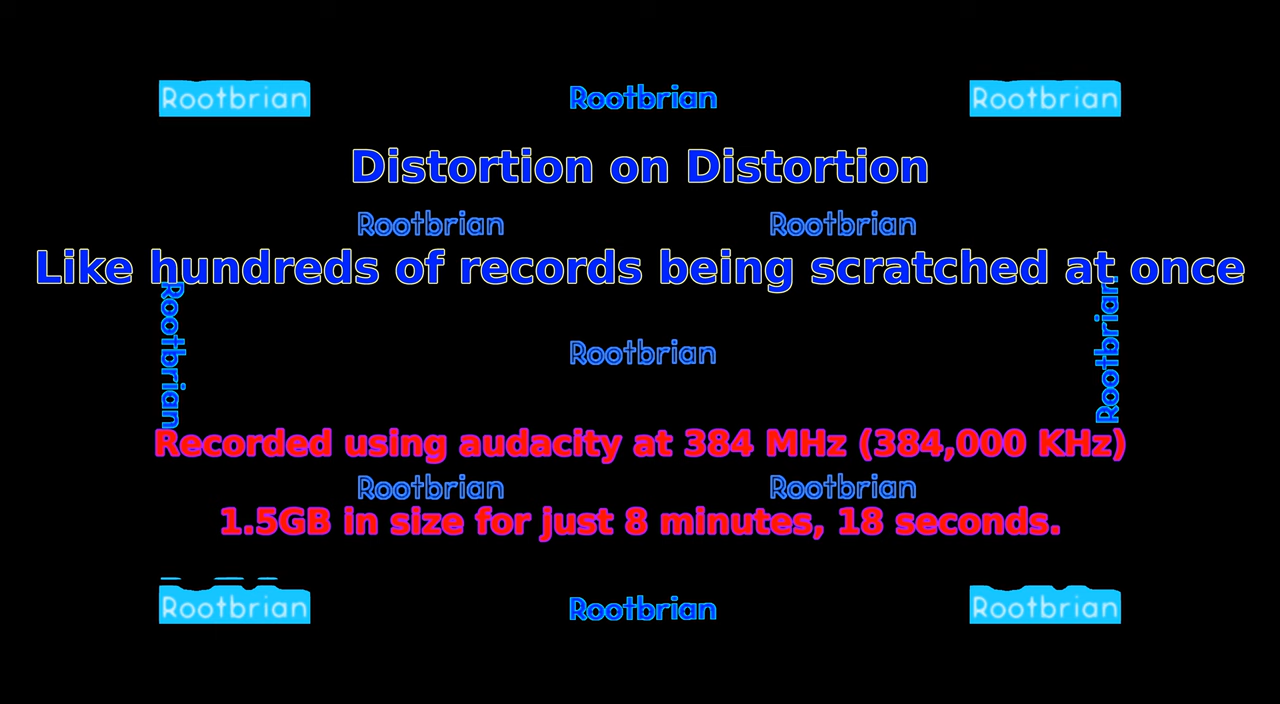 Rootbrian Rootbrian Rootbrian
Distortion on Distortion
Rootbrian Rootbrian
Like hundreds of records being scratched at once
Rootbrian
Rootbrian
Rootbrian
Recorded using audacity at 384 MHz (384,000 KHz)
Rootbrian Rootbrian
1.5GB in size for just 8 minutes, 18 seconds.
Rootbrian Rootbrian Rootbrian